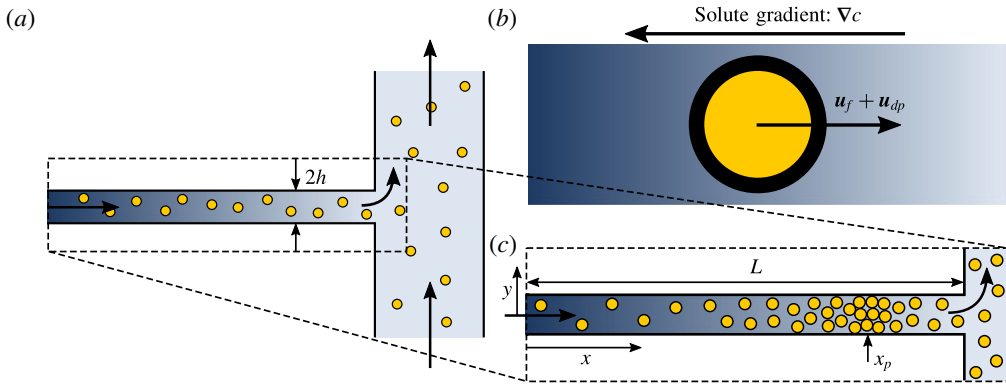 (a)
2h
(b)
Solute gradient: ∇c
u_f + u_dp
(c)
L
y
x
x_p